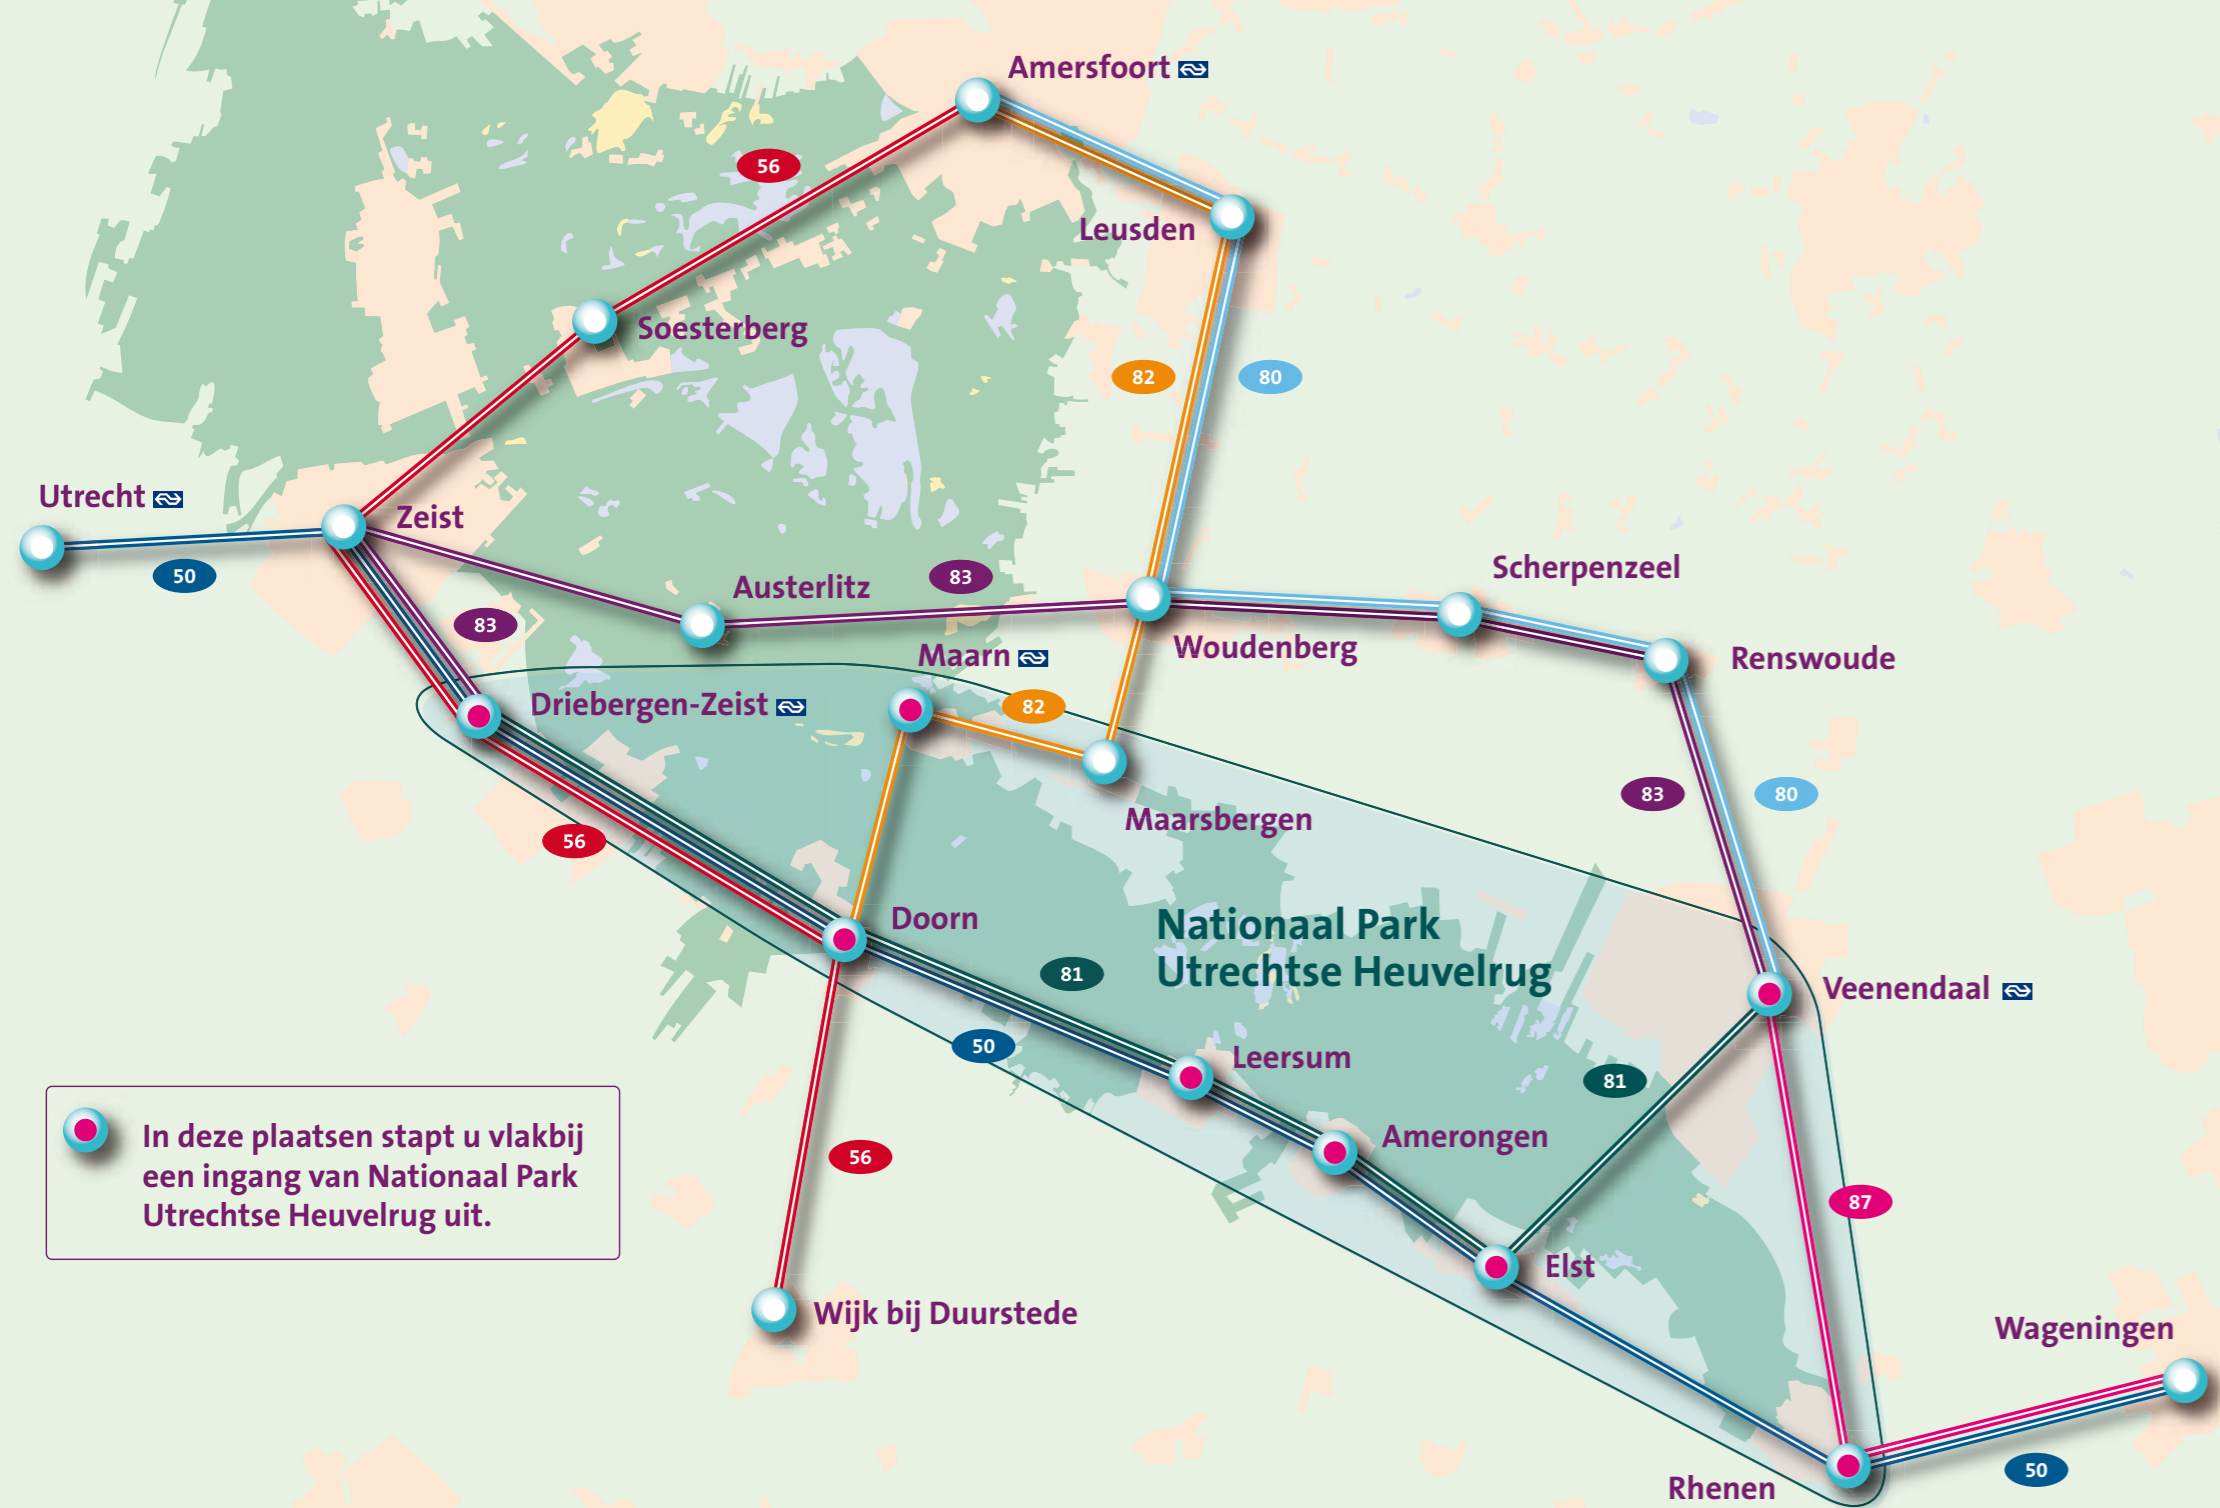 Amersfoort
56
Leusden
Soesterberg
82
80
Utrecht
Zeist
50
Austerlitz
83
Scherpenzeel
83
Maarn
Woudenberg
Renswoude
Driebergen-Zeist
82
83
80
56
Maarsbergen
Doorn
Nationaal Park
Utrechtse Heuvelrug
81
Veenendaal
50
Leersum
81
In deze plaatsen stapt u vlakbij
een ingang van Nationaal Park
Utrechtse Heuvelrug uit.
Amerongen
56
87
Elst
Wijk bij Duurstede
Wageningen
50
Rhenen